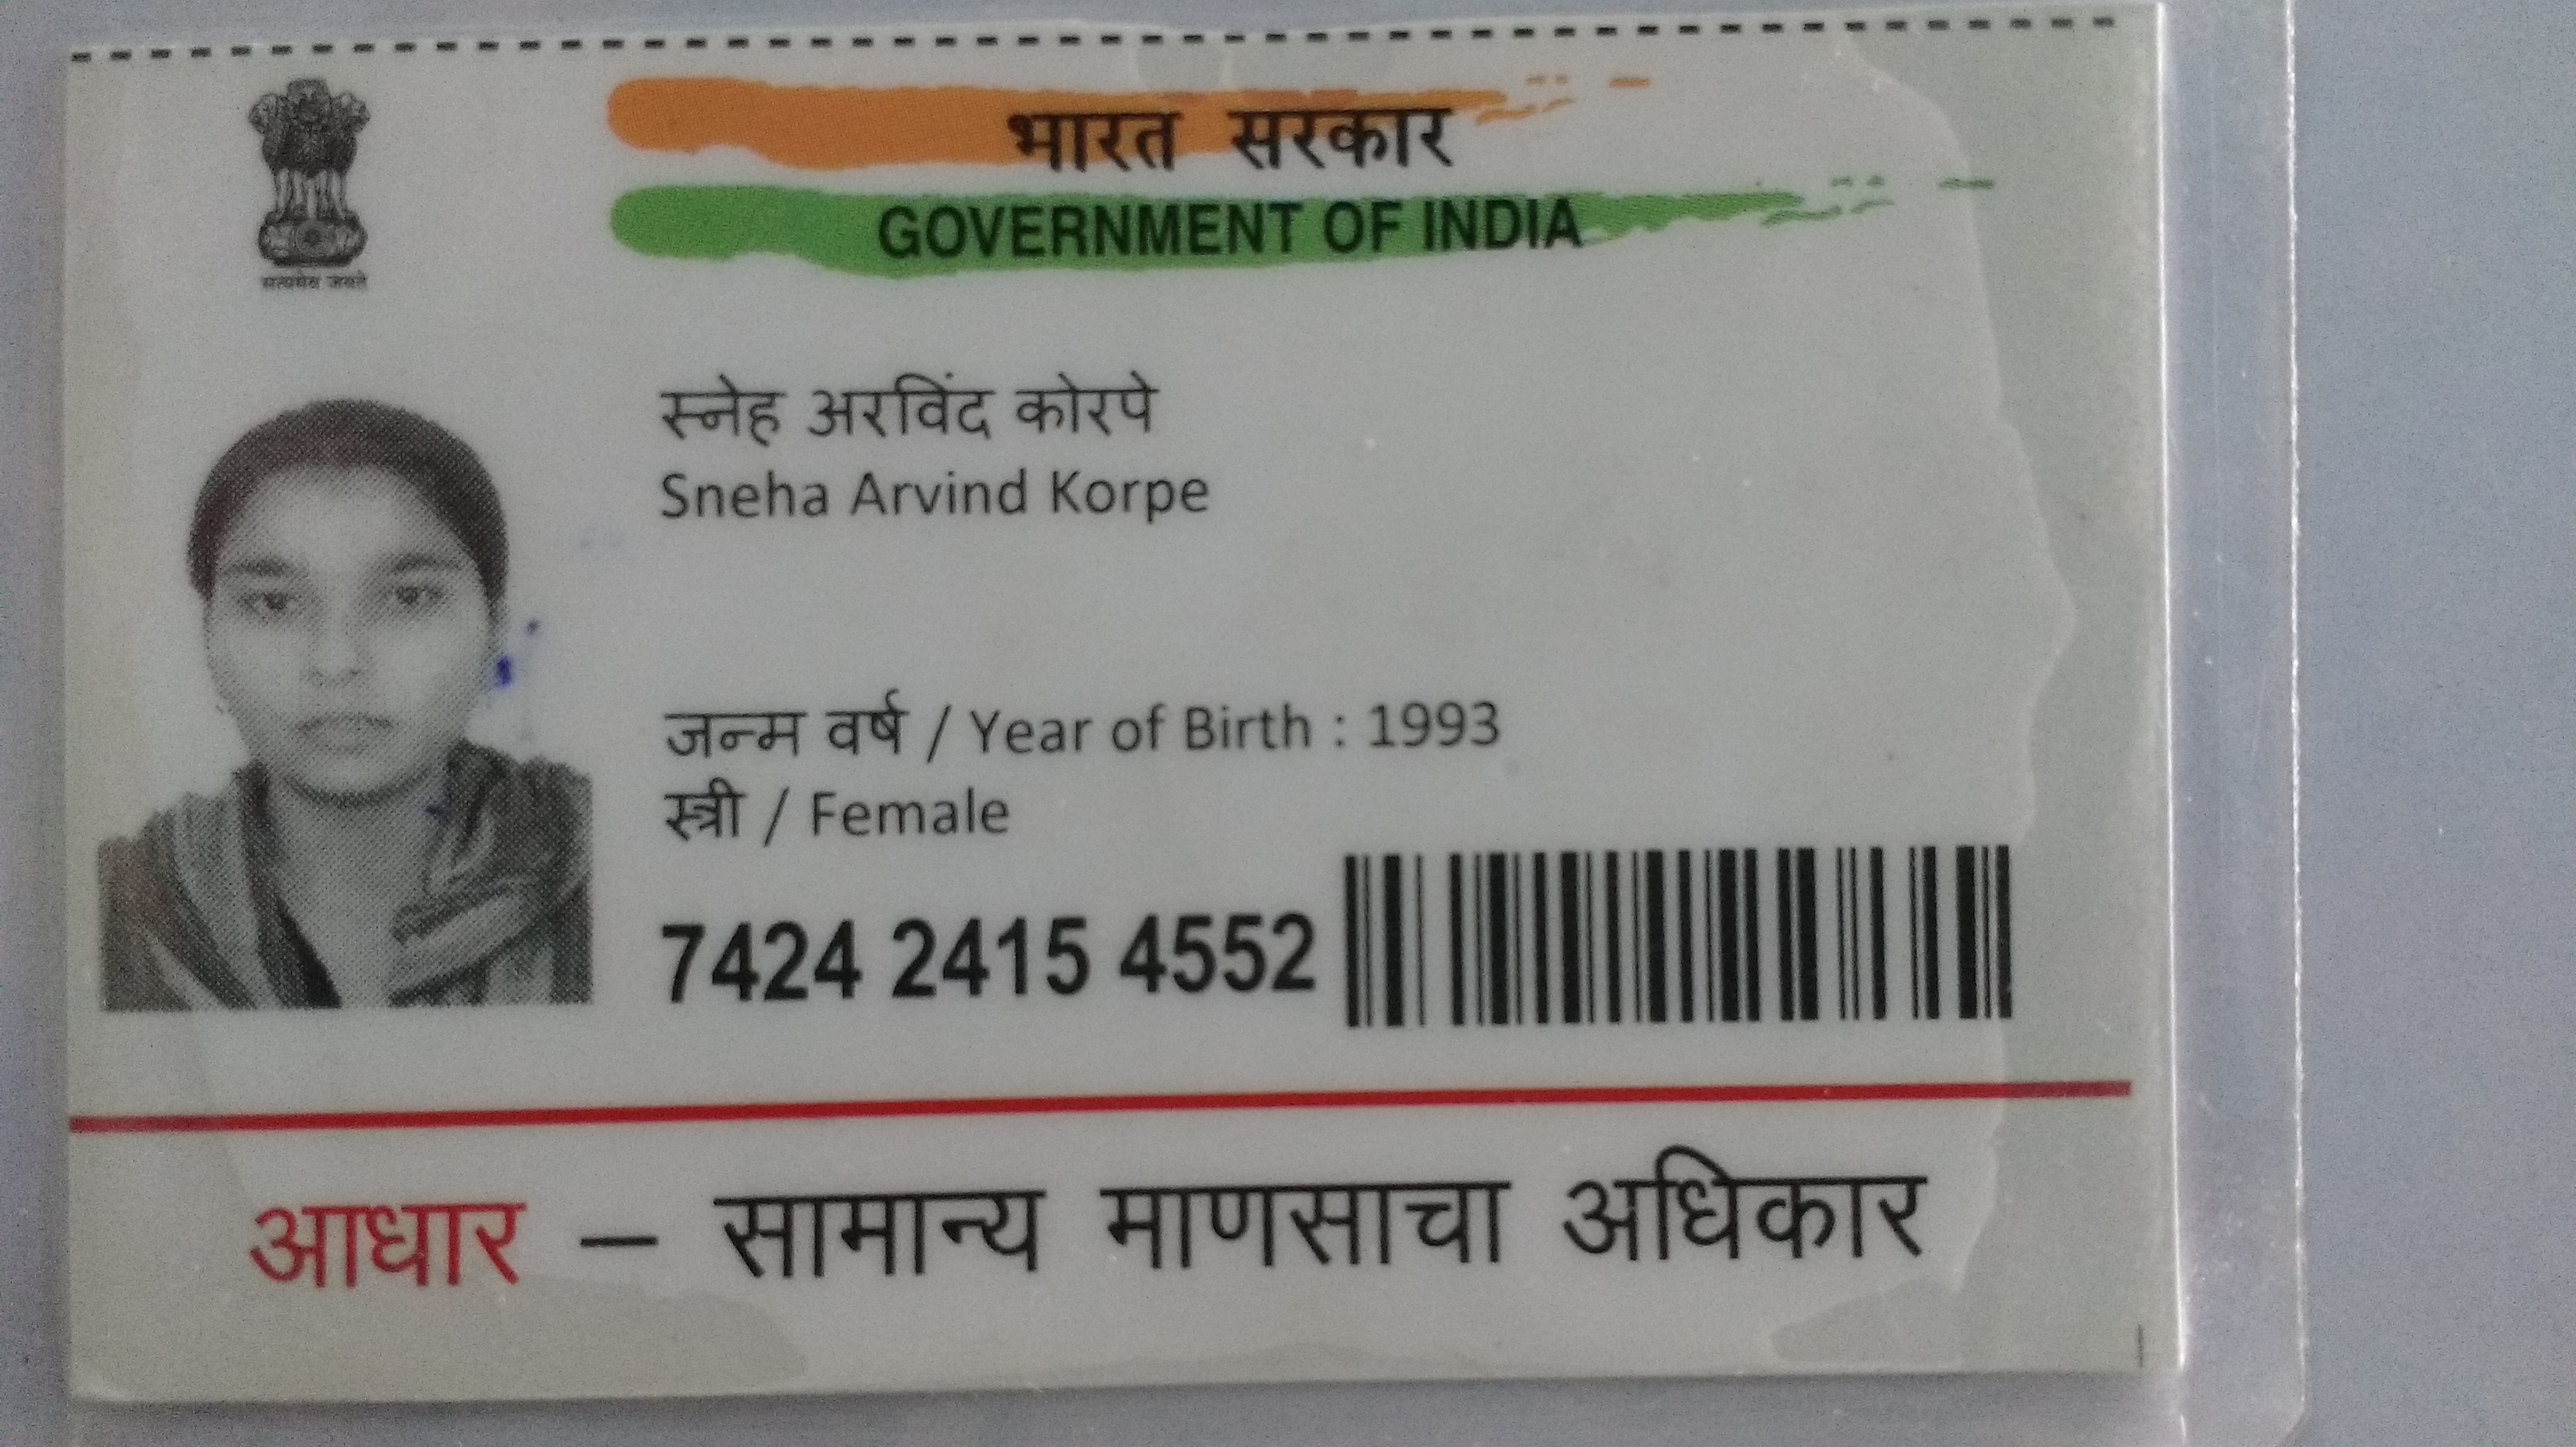 भारत सरकार
GOVERNMENT OF INDIA
सत्यमेव जयते
स्नेह अरविंद कोरपे
Sneha Arvind Korpe
जन्म वर्ष / Year of Birth : 1993
स्त्री / Female
7424 2415 4552
आधार – सामान्य माणसाचा अधिकार